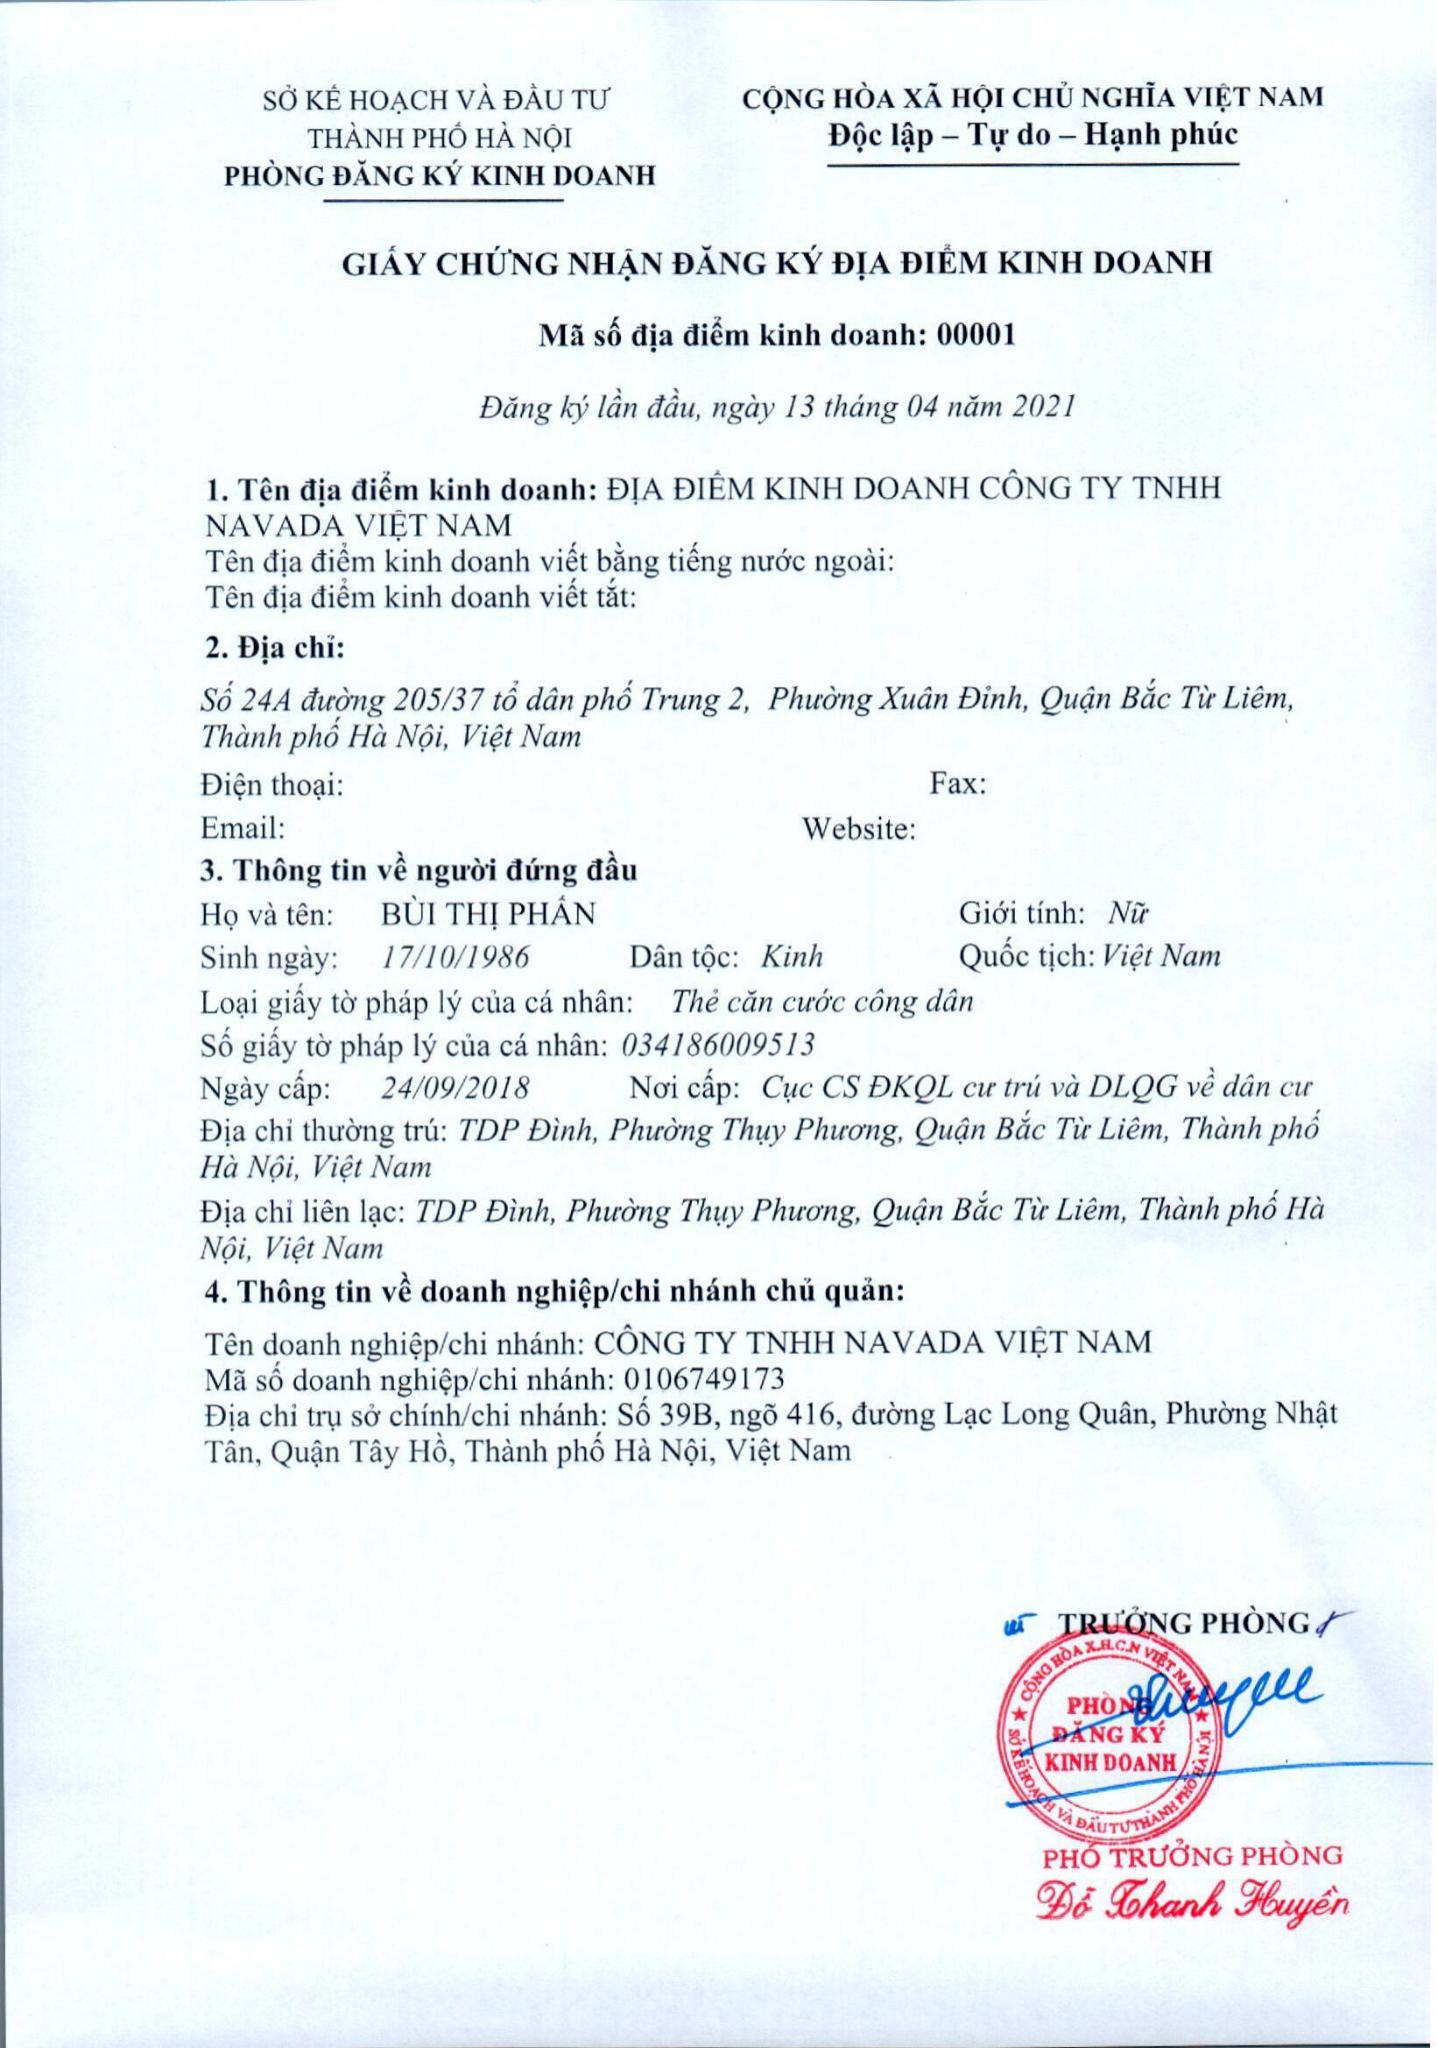 SỞ KẾ HOẠCH VÀ ĐẦU TƯ
THÀNH PHỐ HÀ NỘI
PHÒNG ĐĂNG KÝ KINH DOANH
CỘNG HÒA XÃ HỘI CHỦ NGHĨA VIỆT NAM
Độc lập – Tự do – Hạnh phúc
GIẤY CHỨNG NHẬN ĐĂNG KÝ ĐỊA ĐIỂM KINH DOANH
Mã số địa điểm kinh doanh: 00001
Đăng ký lần đầu, ngày 13 tháng 04 năm 2021
1. Tên địa điểm kinh doanh: ĐỊA ĐIỂM KINH DOANH CÔNG TY TNHH
NAVADA VIỆT NAM
Tên địa điểm kinh doanh viết bằng tiếng nước ngoài:
Tên địa điểm kinh doanh viết tắt:
2. Địa chỉ:
Số 24A đường 205/37 tổ dân phố Trung 2, Phường Xuân Đỉnh, Quận Bắc Từ Liêm,
Thành phố Hà Nội, Việt Nam
Điện thoại: Fax:
Email: Website:
3. Thông tin về người đứng đầu
Họ và tên: BÙI THỊ PHẤN Giới tính: Nữ
Sinh ngày: 17/10/1986 Dân tộc: Kinh Quốc tịch: Việt Nam
Loại giấy tờ pháp lý của cá nhân: Thẻ căn cước công dân
Số giấy tờ pháp lý của cá nhân: 034186009513
Ngày cấp: 24/09/2018 Nơi cấp: Cục CS ĐKQL cư trú và DLQG về dân cư
Địa chỉ thường trú: TDP Đình, Phường Thụy Phương, Quận Bắc Từ Liêm, Thành phố
Hà Nội, Việt Nam
Địa chỉ liên lạc: TDP Đình, Phường Thụy Phương, Quận Bắc Từ Liêm, Thành phố Hà
Nội, Việt Nam
4. Thông tin về doanh nghiệp/chi nhánh chủ quản:
Tên doanh nghiệp/chi nhánh: CÔNG TY TNHH NAVADA VIỆT NAM
Mã số doanh nghiệp/chi nhánh: 0106749173
Địa chỉ trụ sở chính/chi nhánh: Số 39B, ngõ 416, đường Lạc Long Quân, Phường Nhật
Tân, Quận Tây Hồ, Thành phố Hà Nội, Việt Nam
TRƯỞNG PHÒNG
CỘNG HÒA X.H.C.N VIỆT NAM
PHÒNG
ĐĂNG KÝ
KINH DOANH
SỞ KẾ HOẠCH VÀ ĐẦU TƯ THÀNH PHỐ HÀ NỘI
PHÓ TRƯỞNG PHÒNG
Đỗ Thanh Huyền